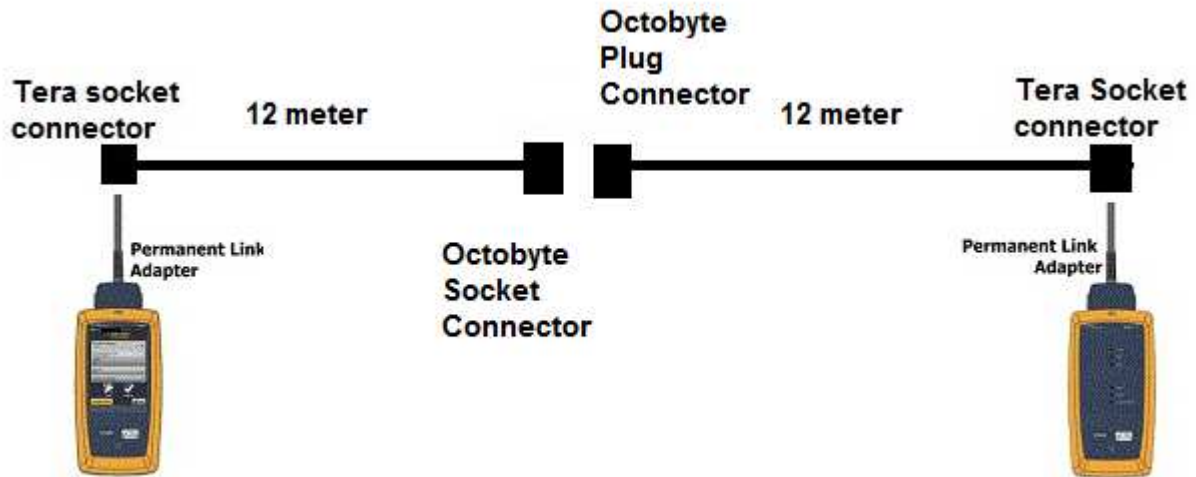 Octobyte
Plug
Connector
Tera socket
connector
12 meter
12 meter
Tera Socket
connector
Permanent Link
Adapter
Octobyte
Socket
Connector
Permanent Link
Adapter